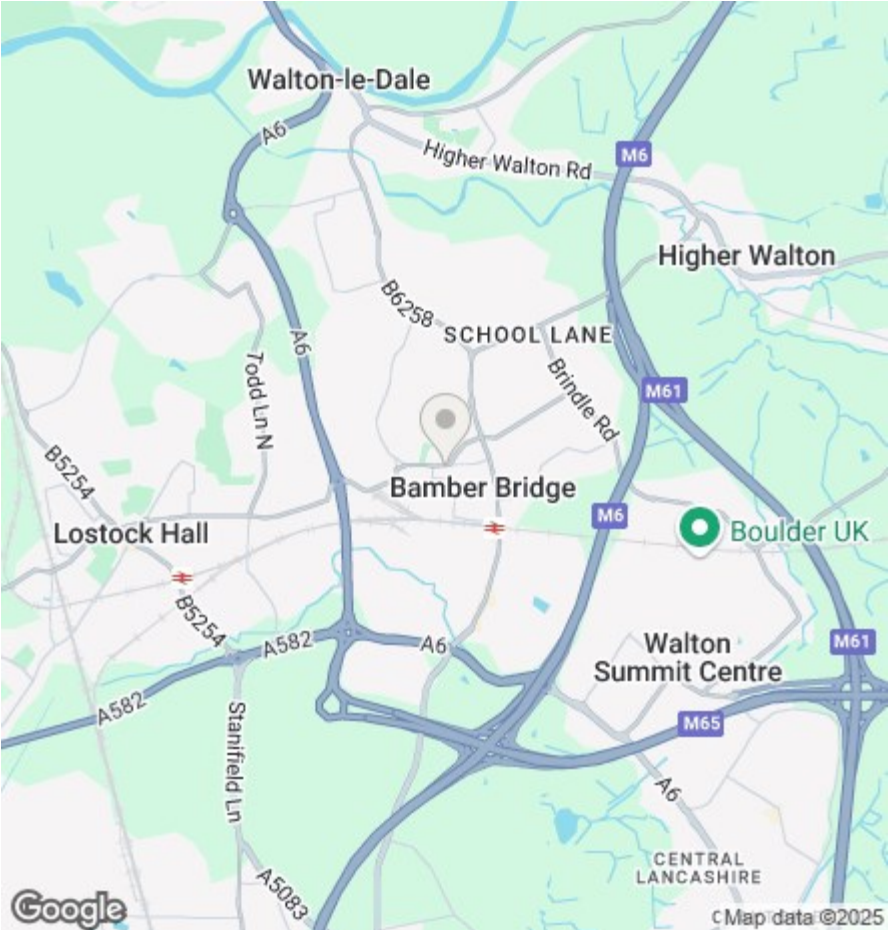 Walton-le-Dale
A6
Higher Walton Rd
M6
Higher Walton
B6258
SCHOOL LANE
A6
Todd Ln N
Brindle Rd
M61
B5254
Bamber Bridge
M6
Boulder UK
Lostock Hall
B5254
A582
A6
Walton
Summit Centre
M61
A582
M65
Stanifield Ln
A6
CENTRAL
LANCASHIRE
A5083
Google
Map data ©2025